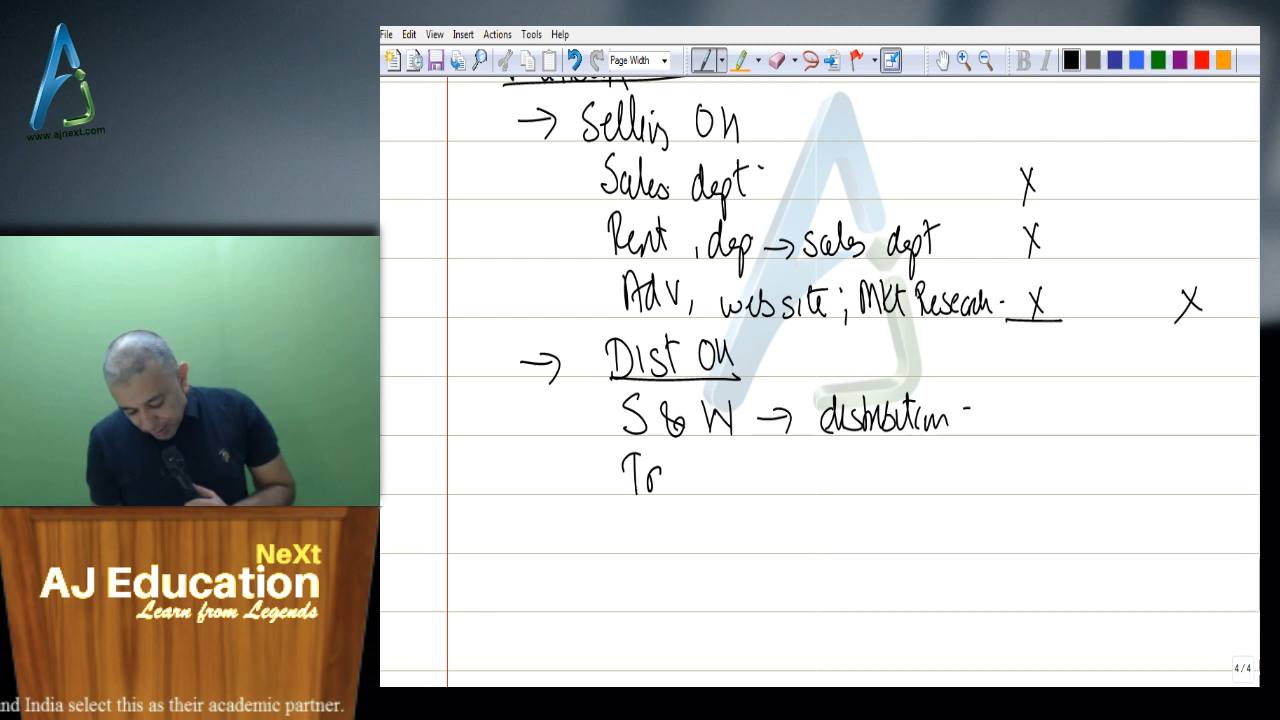 www.ajnext.com
File Edit View Insert Actions Tools Help
Page Width
B I
→ Selling OH
Sales dept
Rent, dep → sales dept X
X
Adv, website; Mkt Research - X X
→ Dist OH
S & W → distribution -
Tr
4 / 4
NeXt
AJ Education
Learn from Legends
nd India select this as their academic partner.